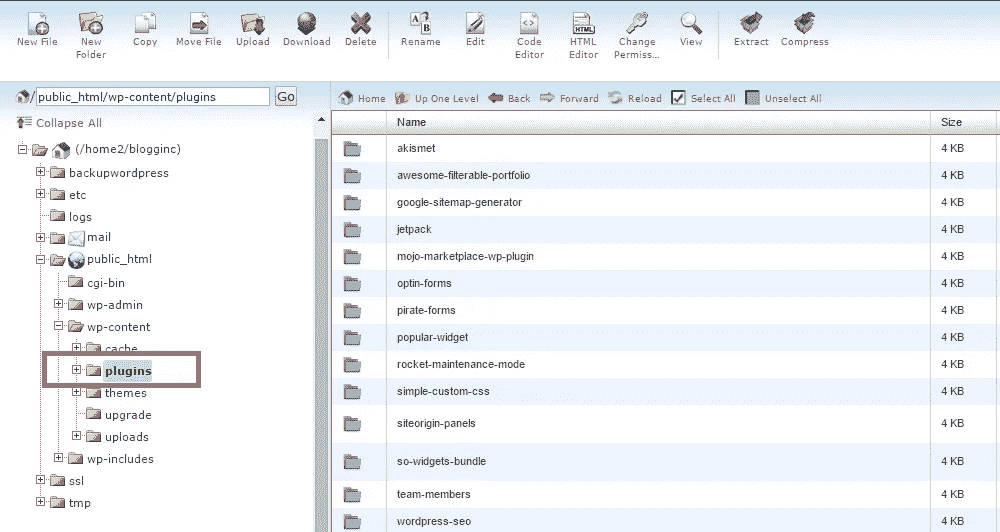 New File
New Folder
Copy
Move File
Upload
Download
Delete
Rename
Edit
Code Editor
HTML Editor
Change Permiss...
View
Extract
Compress
HTML
/ public_html/wp-content/plugins Go
Collapse All
(/home2/blogginc)
backupwordpress
etc
logs
mail
public_html
cgi-bin
wp-admin
wp-content
cache
plugins
themes
upgrade
uploads
wp-includes
ssl
tmp
Home Up One Level Back Forward Reload Select All Unselect All
Name Size
akismet 4 KB
awesome-filterable-portfolio 4 KB
google-sitemap-generator 4 KB
jetpack 4 KB
mojo-marketplace-wp-plugin 4 KB
optin-forms 4 KB
pirate-forms 4 KB
popular-widget 4 KB
rocket-maintenance-mode 4 KB
simple-custom-css 4 KB
siteorigin-panels 4 KB
so-widgets-bundle 4 KB
team-members 4 KB
wordpress-seo 4 KB